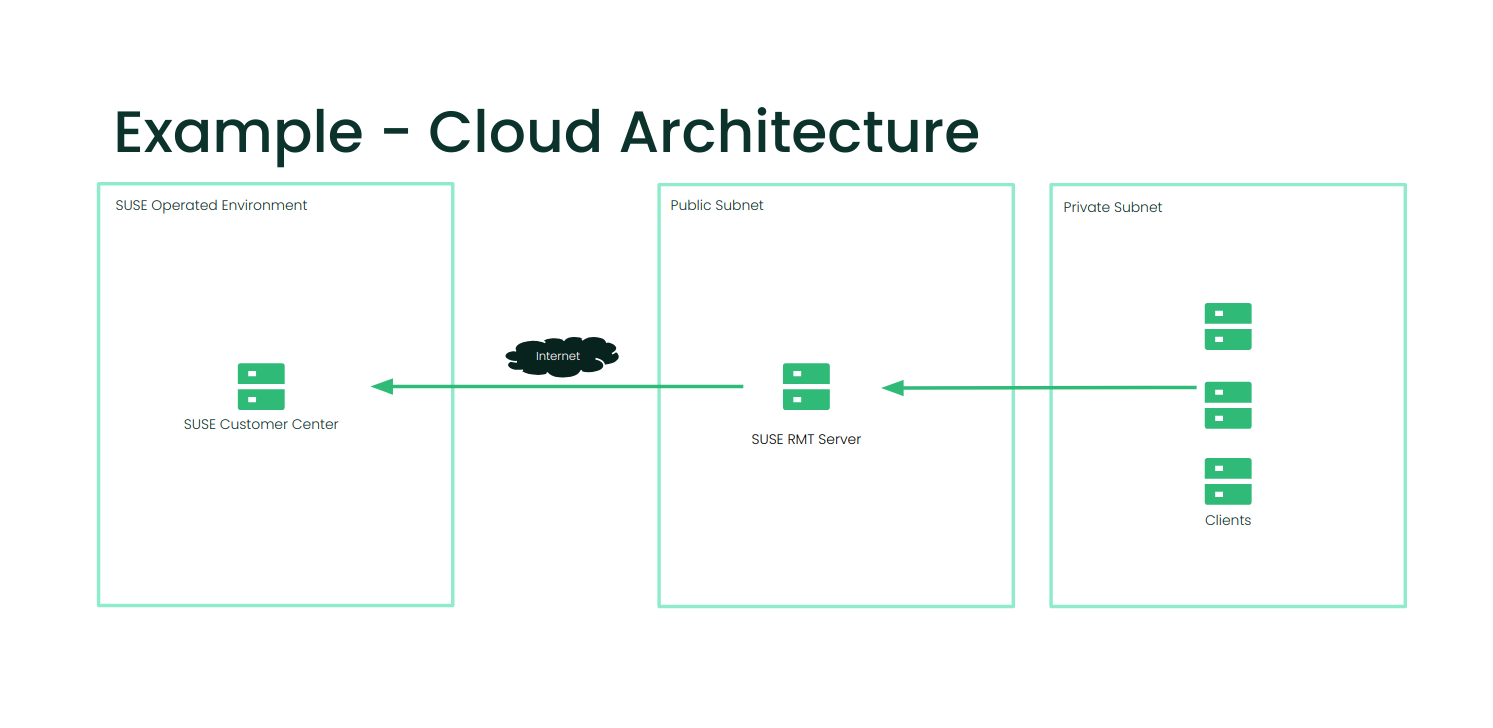 Example - Cloud Architecture
SUSE Operated Environment
Public Subnet
Private Subnet
Internet
SUSE Customer Center
SUSE RMT Server
Clients